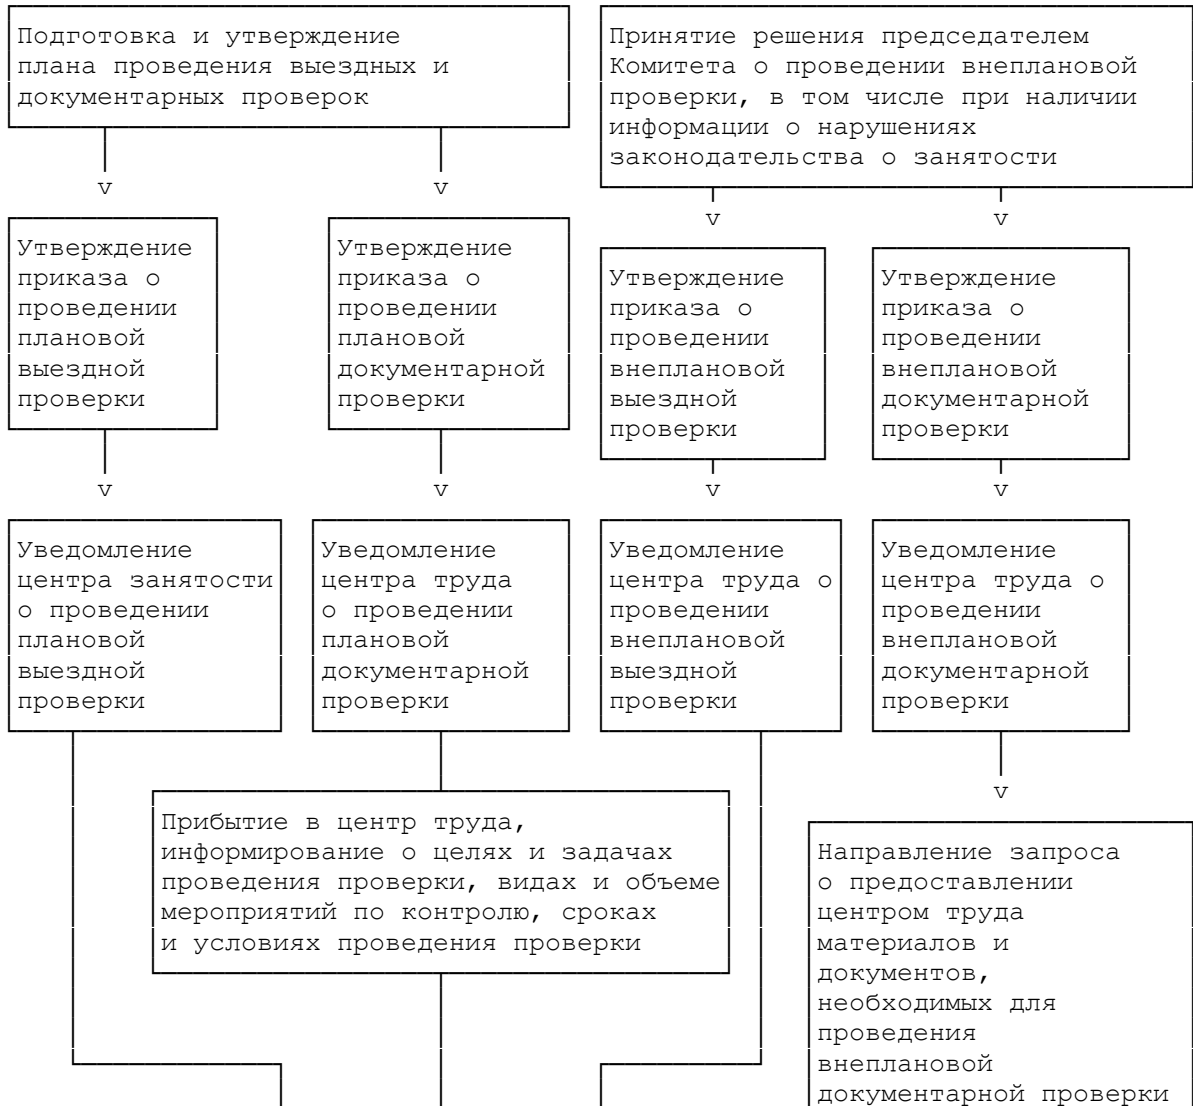 Подготовка и утверждение
плана проведения выездных и
документарных проверок
Принятие решения председателем
Комитета о проведении внеплановой
проверки, в том числе при наличии
информации о нарушениях
законодательства о занятости
v
v
v
v
Утверждение
приказа о
проведении
плановой
выездной
проверки
Утверждение
приказа о
проведении
плановой
документарной
проверки
Утверждение
приказа о
проведении
внеплановой
выездной
проверки
Утверждение
приказа о
проведении
внеплановой
документарной
проверки
v
v
v
v
Уведомление
центра занятости
о проведении
плановой
выездной
проверки
Уведомление
центра труда
о проведении
плановой
документарной
проверки
Уведомление
центра труда о
проведении
внеплановой
выездной
проверки
Уведомление
центра труда о
проведении
внеплановой
документарной
проверки
v
Прибытие в центр труда,
информирование о целях и задачах
проведения проверки, видах и объеме
мероприятий по контролю, сроках
и условиях проведения проверки
Направление запроса
о предоставлении
центром труда
материалов и
документов,
необходимых для
проведения
внеплановой
документарной проверки